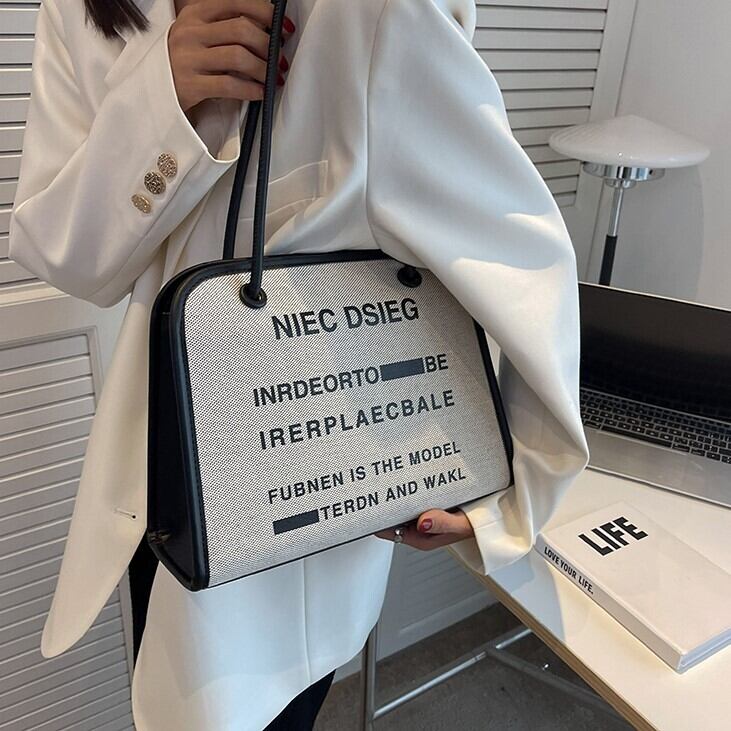 NIEC DSIEG
INRDEORTO BE
IRERPLAECBALE
FUBNEN IS THE MODEL
TERDN AND WAKL
LIFE
LOVE YOUR LIFE.